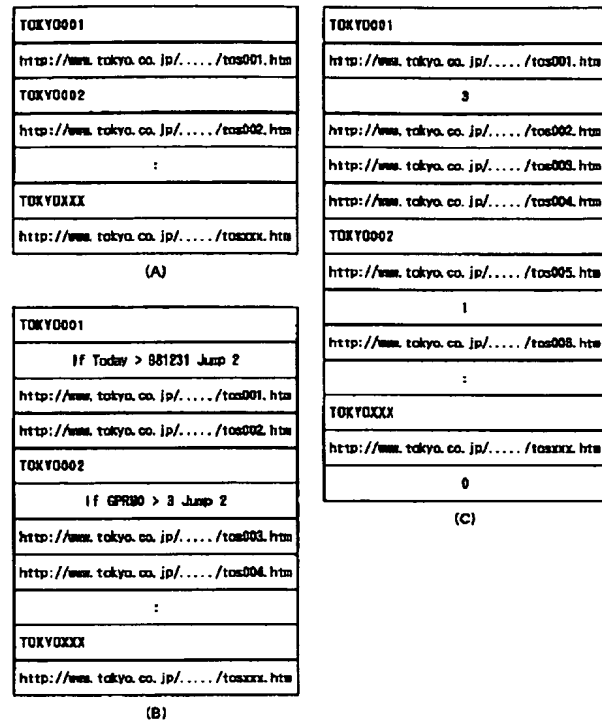 TOKYO001
http://www.tokyo.co.jp/...../tos001.htm
TOKYO002
http://www.tokyo.co.jp/...../tos002.htm
:
TOKYOXXX
http://www.tokyo.co.jp/...../tosxxx.htm
(A)
TOKYO001
If Today > 981231 Jump 2
http://www.tokyo.co.jp/...../tos001.htm
http://www.tokyo.co.jp/...../tos002.htm
TOKYO002
If > 3 Jump 2
http://www.tokyo.co.jp/...../tos003.htm
http://www.tokyo.co.jp/...../tos004.htm
:
TOKYOXXX
http://www.tokyo.co.jp/...../tosxxx.htm
(B)
TOKYO001
http://www.tokyo.co.jp/...../tos001.htm
3
http://www.tokyo.co.jp/...../tos002.htm
http://www.tokyo.co.jp/...../tos003.htm
http://www.tokyo.co.jp/...../tos004.htm
TOKYO002
http://www.tokyo.co.jp/...../tos005.htm
1
http://www.tokyo.co.jp/...../tos006.htm
:
TOKYOXXX
http://www.tokyo.co.jp/...../tosxxx.htm
0
(C)